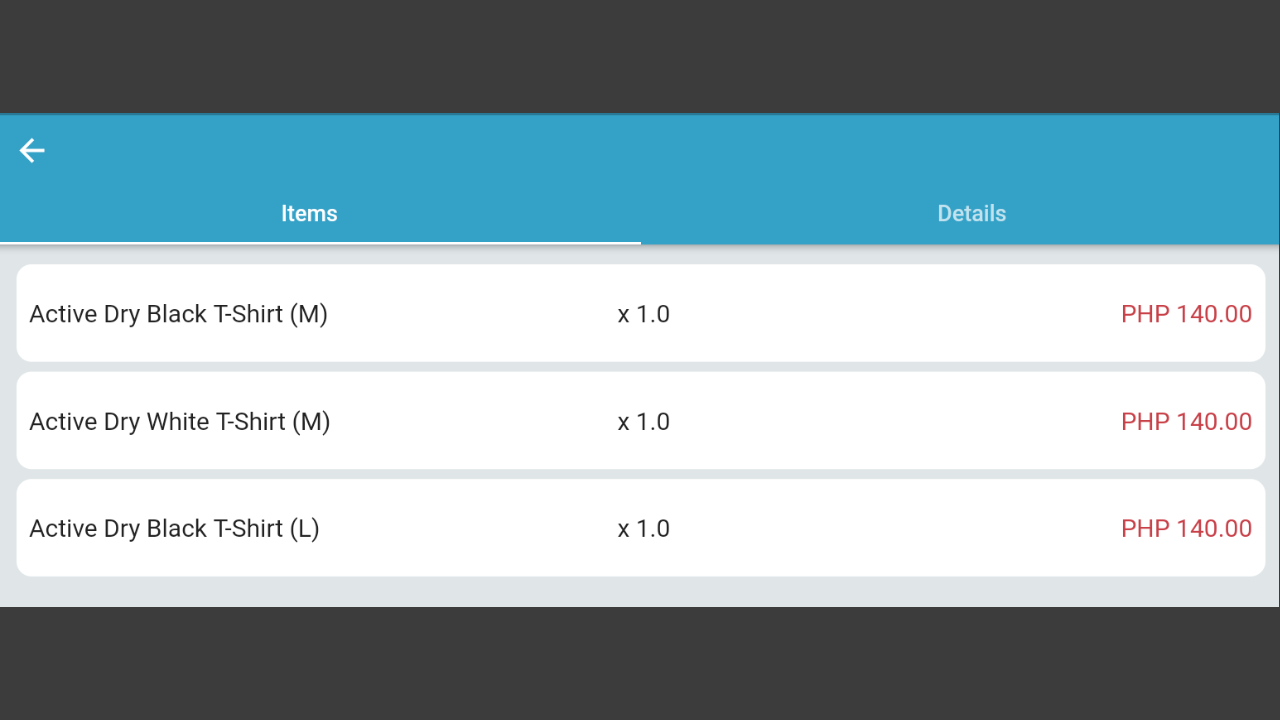 Items Details
Active Dry Black T-Shirt (M) x 1.0 PHP 140.00
Active Dry White T-Shirt (M) x 1.0 PHP 140.00
Active Dry Black T-Shirt (L) x 1.0 PHP 140.00